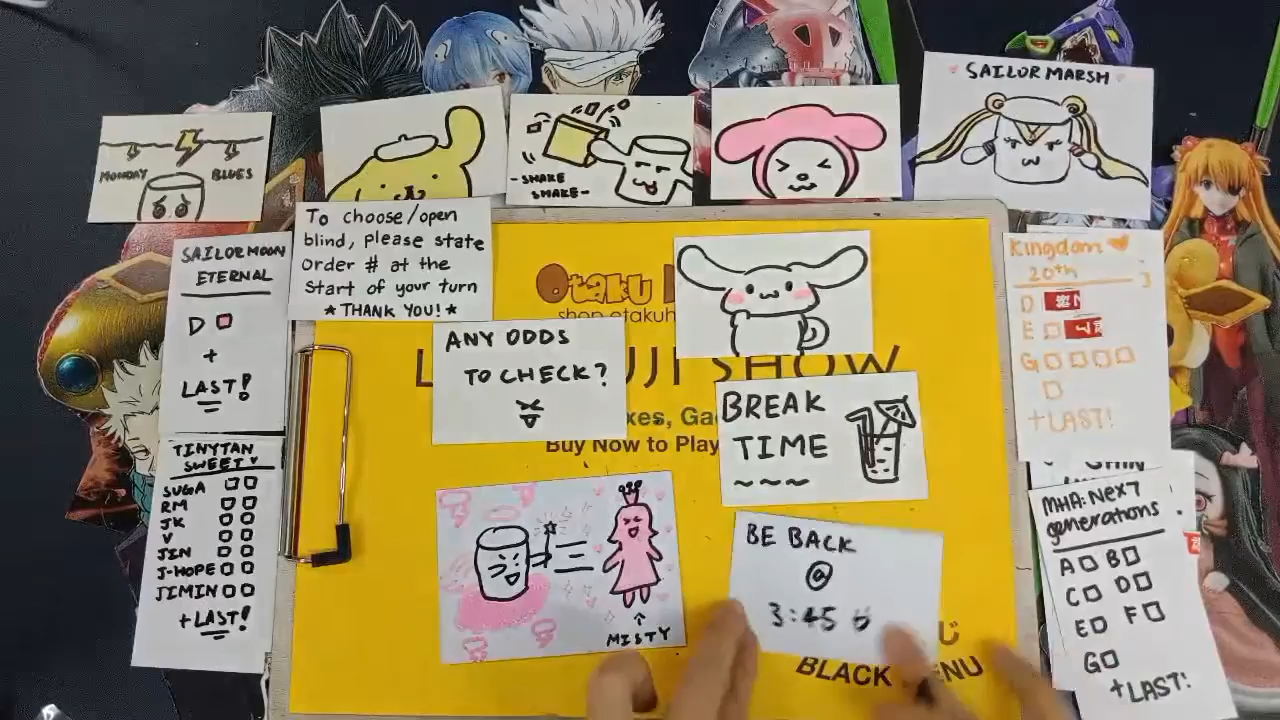 SAILOR MARSH
MONDAY BLUES
-SHAKE
SHAKE-
To choose/open
blind, please state
Order # at the
start of your turn
★ THANK YOU! ★
SAILORMOON
ETERNAL
D
+
LAST!
Otaku
shop.otakuh
SHOW
ANY ODDS
TO CHECK?
Buy Now to Play
BREAK
TIME
~~~
Kingdom
20th
D
E
G
+LAST!
TINYTAN
SWEET
SUGA
RM
JK
V
JIN
J-HOPE
JIMIN
+LAST!
MISTY
BE BACK
@
3:45
BLACK
MHA: Next
generations
A B
C D
E F
G
+LAST!